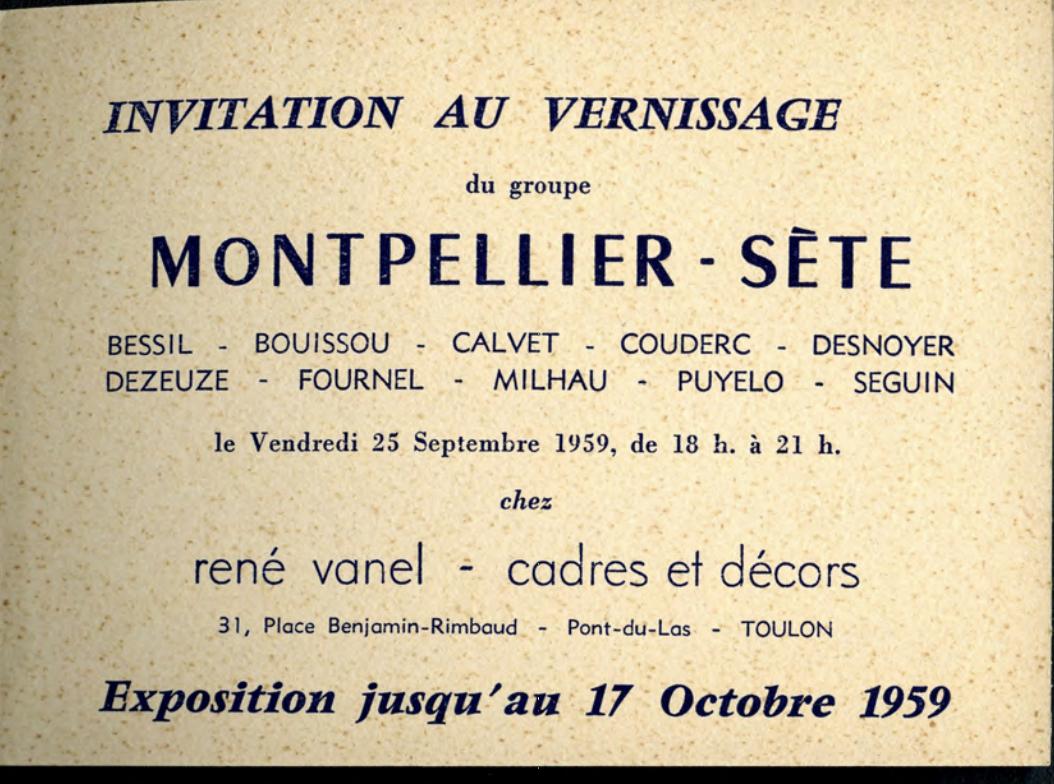 INVITATION AU VERNISSAGE
du groupe
MONTPELLIER - SÈTE
BESSIL - BOUISSOU - CALVET - COUDERC - DESNOYER
DEZEUZE - FOURNEL - MILHAU - PUYELO - SEGUIN
le Vendredi 25 Septembre 1959, de 18 h. à 21 h.
chez
rené vanel - cadres et décors
31, Place Benjamin-Rimbaud - Pont-du-Las - TOULON
Exposition jusqu'au 17 Octobre 1959